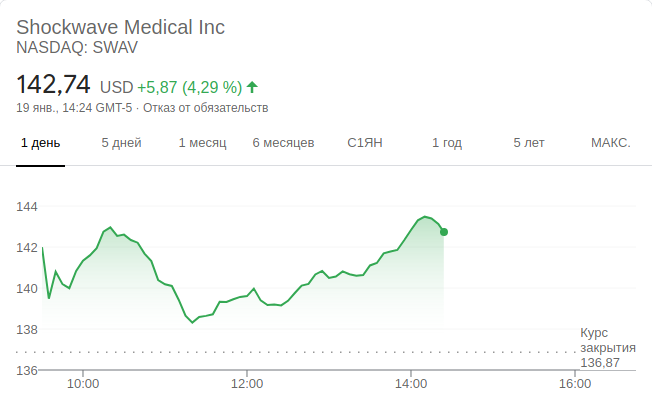 Shockwave Medical Inc
NASDAQ: SWAV
142,74 USD +5,87 (4,29 %)
19 янв., 14:24 GMT-5 · Отказ от обязательств
1 день 5 дней 1 месяц 6 месяцев С1ЯН 1 год 5 лет МАКС.
144
142
140
138
136
Курс
закрытия
136,87
10:00 12:00 14:00 16:00